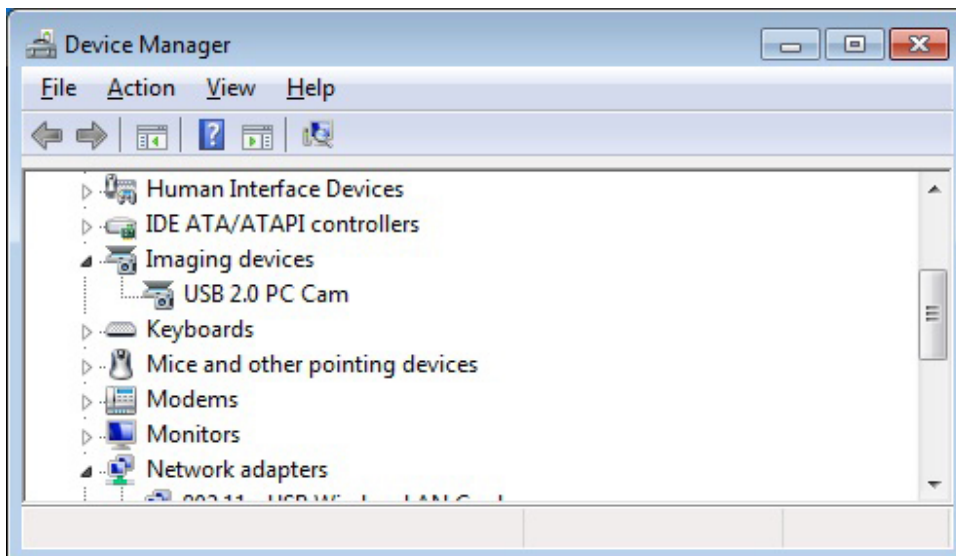 Device Manager
File Action View Help
Human Interface Devices
IDE ATA/ATAPI controllers
Imaging devices
USB 2.0 PC Cam
Keyboards
Mice and other pointing devices
Modems
Monitors
Network adapters